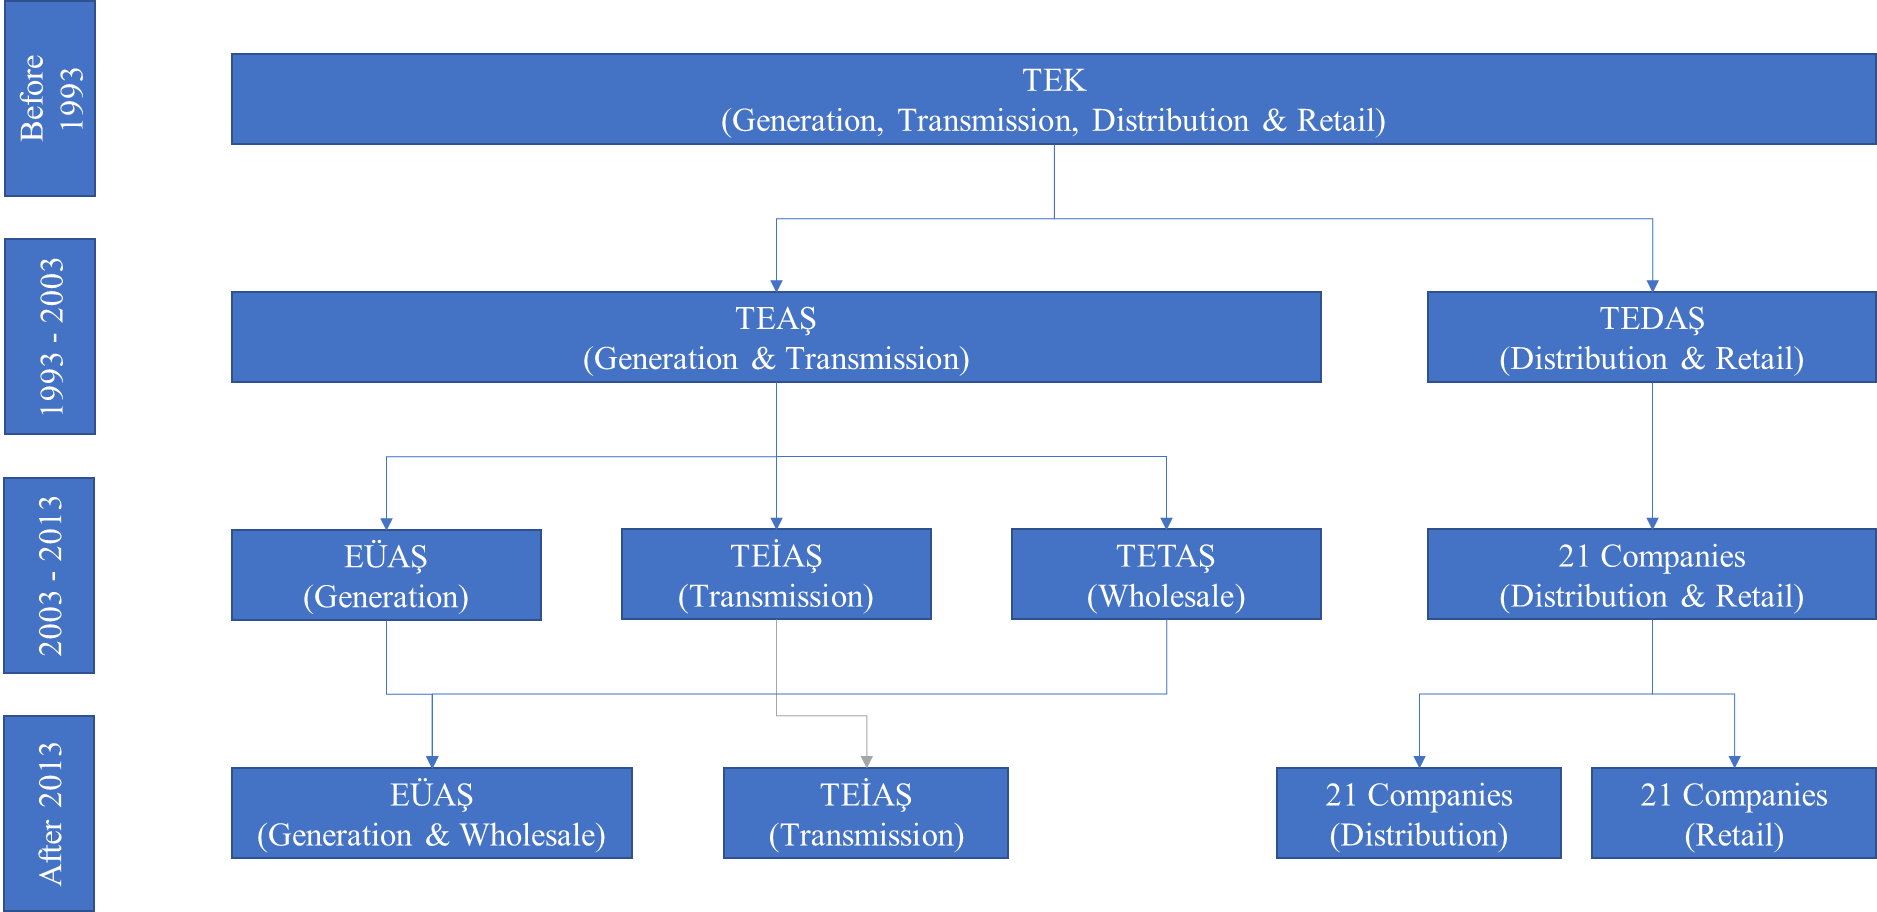 Before
1993
TEK
(Generation, Transmission, Distribution & Retail)
1993 - 2003
TEAŞ
(Generation & Transmission)
TEDAŞ
(Distribution & Retail)
2003 - 2013
EÜAŞ
(Generation)
TEİAŞ
(Transmission)
TETAŞ
(Wholesale)
21 Companies
(Distribution & Retail)
After 2013
EÜAŞ
(Generation & Wholesale)
TEİAŞ
(Transmission)
21 Companies
(Distribution)
21 Companies
(Retail)